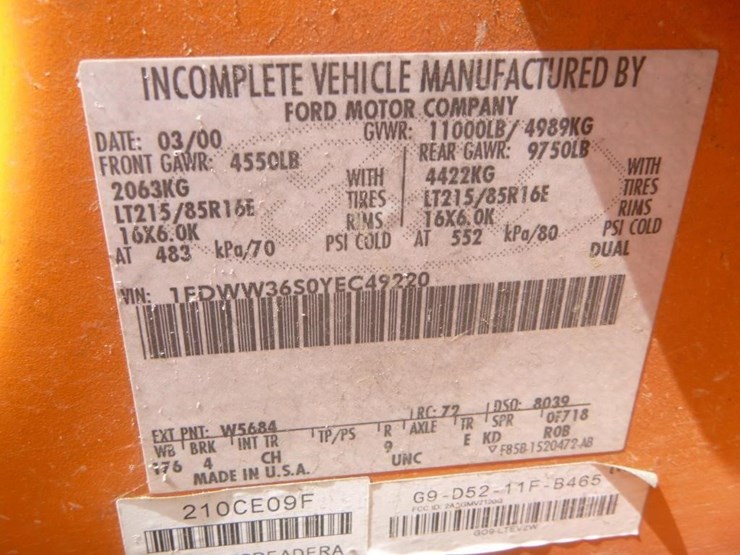 INCOMPLETE VEHICLE MANUFACTURED BY
FORD MOTOR COMPANY
DATE: 03/00 GVWR: 11000LB/ 4989KG
FRONT GAWR: 4550LB REAR GAWR: 9750LB
2063KG WITH 4422KG WITH
LT215/85R16E TIRES LT215/85R16E TIRES
16X6.0K RIMS 16X6.0K RIMS
AT 483 kPa/70 PSI COLD AT 552 kPa/80 PSI COLD
DUAL
VIN: 1FDWW36S0YEC49220
EXT PNT: W5684 RC: 72 DSO: 8039
WB BRK INT TR TP/PS R AXLE TR SPR 0F718
176 4 CH 9 E KD ROB
MADE IN U.S.A. UNC F85B-1520472-AB
210CE09F
G9-D52-11F-B465